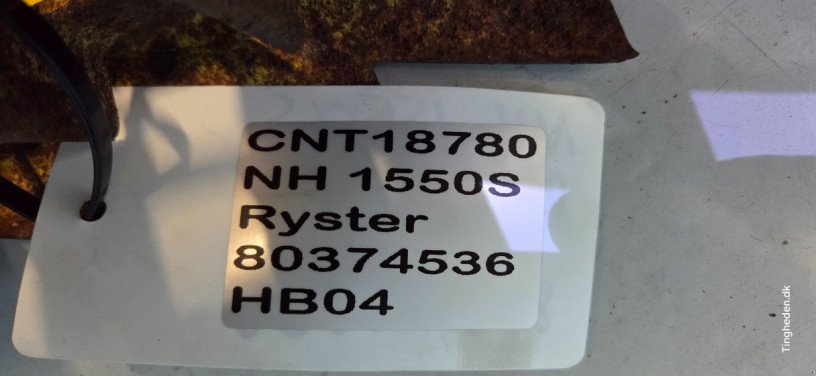 CNT18780
NH 1550S
Ryster
80374536
HB04
Tingheden.dk